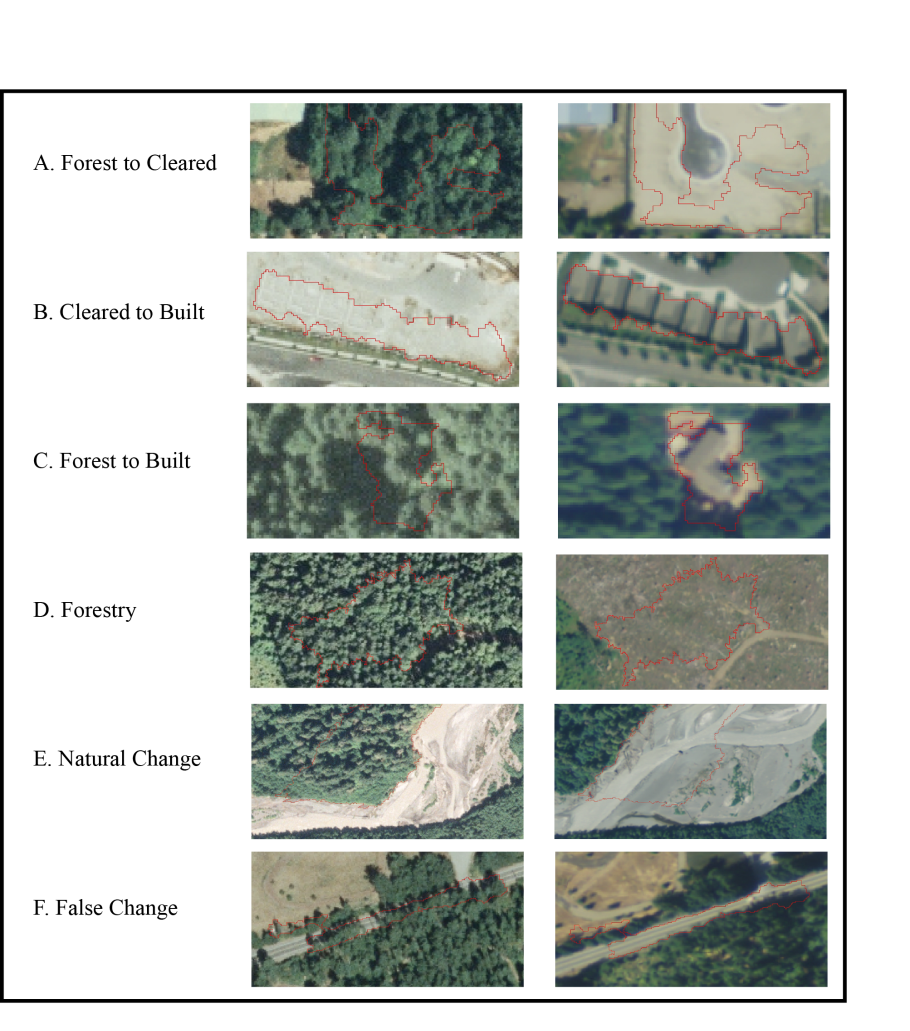 A. Forest to Cleared
B. Cleared to Built
C. Forest to Built
D. Forestry
E. Natural Change
F. False Change